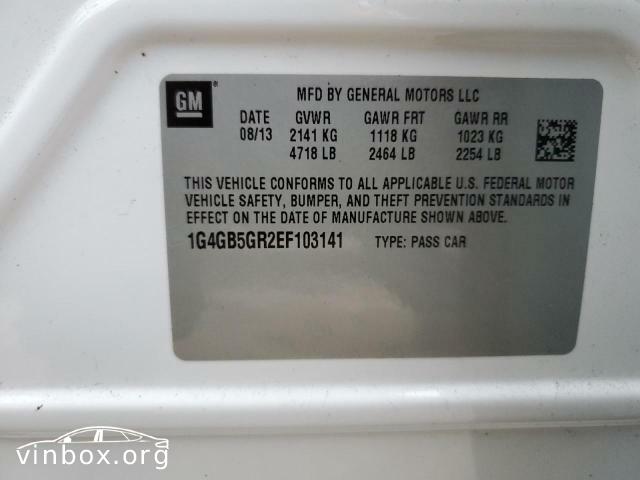 GM
MFD BY GENERAL MOTORS LLC
DATE GVWR GAWR FRT GAWR RR
08/13 2141 KG 1118 KG 1023 KG
4718 LB 2464 LB 2254 LB
THIS VEHICLE CONFORMS TO ALL APPLICABLE U.S. FEDERAL MOTOR
VEHICLE SAFETY, BUMPER, AND THEFT PREVENTION STANDARDS IN
EFFECT ON THE DATE OF MANUFACTURE SHOWN ABOVE.
1G4GB5GR2EF103141 TYPE: PASS CAR
vinbox.org